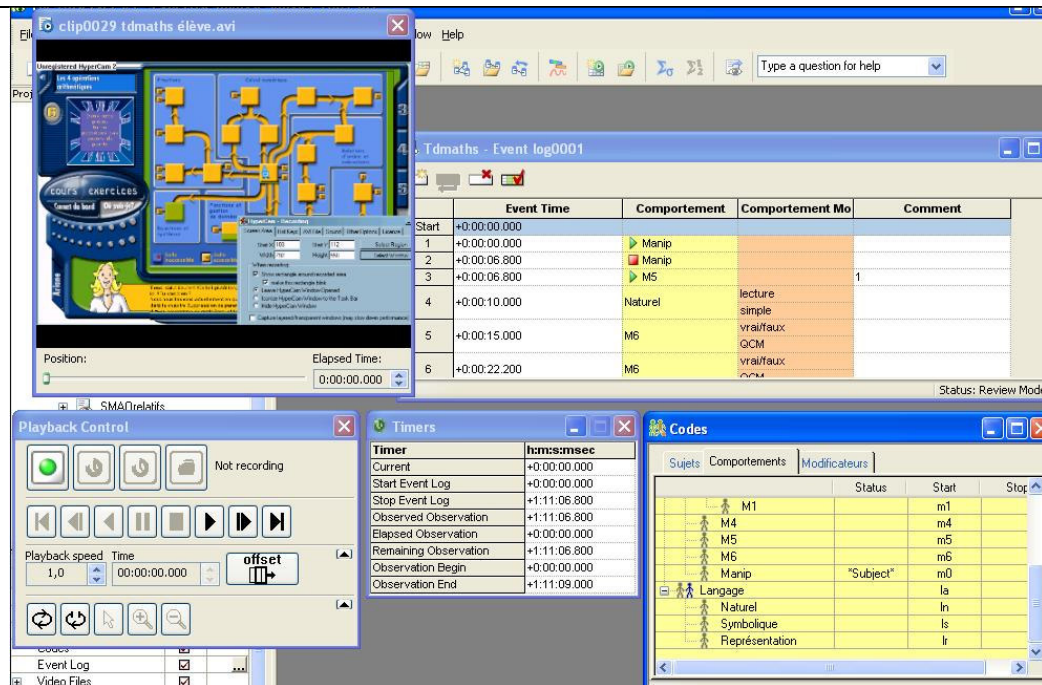 clip0029 tdmaths élève.avi
Help
Type a question for help
Unregistered HyperCam 2
Les 4 opérations
arithmétiques
cours exercices
Carnet de bord Où suis-je?
HyperCam - Recording
Position:
Elapsed Time:
0:00:00.000
Tdmaths - Event log0001
Event Time Comportement Comportement Mo Comment
Start +0:00:00.000
1 +0:00:00.000 Manip
2 +0:00:06.800 Manip
3 +0:00:06.800 M5 1
4 +0:00:10.000 Naturel lecture
simple
5 +0:00:15.000 M6 vrai/faux
QCM
6 +0:00:22.200 M6 vrai/faux
QCM
Status: Review Mode
SMAOrelatifs
Playback Control
Not recording
Playback speed Time
1,0 00:00:00.000 offset
Event Log
Video Files
Timers
Timer h:m:s:msec
Current +0:00:00.000
Start Event Log +0:00:00.000
Stop Event Log +1:11:06.800
Observed Observation +1:11:06.800
Elapsed Observation +0:00:00.000
Remaining Observation +1:11:06.800
Observation Begin +0:00:00.000
Observation End +1:11:09.000
Codes
Sujets Comportements Modificateurs
Status Start Stop
M1 m1
M4 m4
M5 m5
M6 m6
Manip *Subject* m0
Langage la
Naturel ln
Symbolique ls
Représentation lr